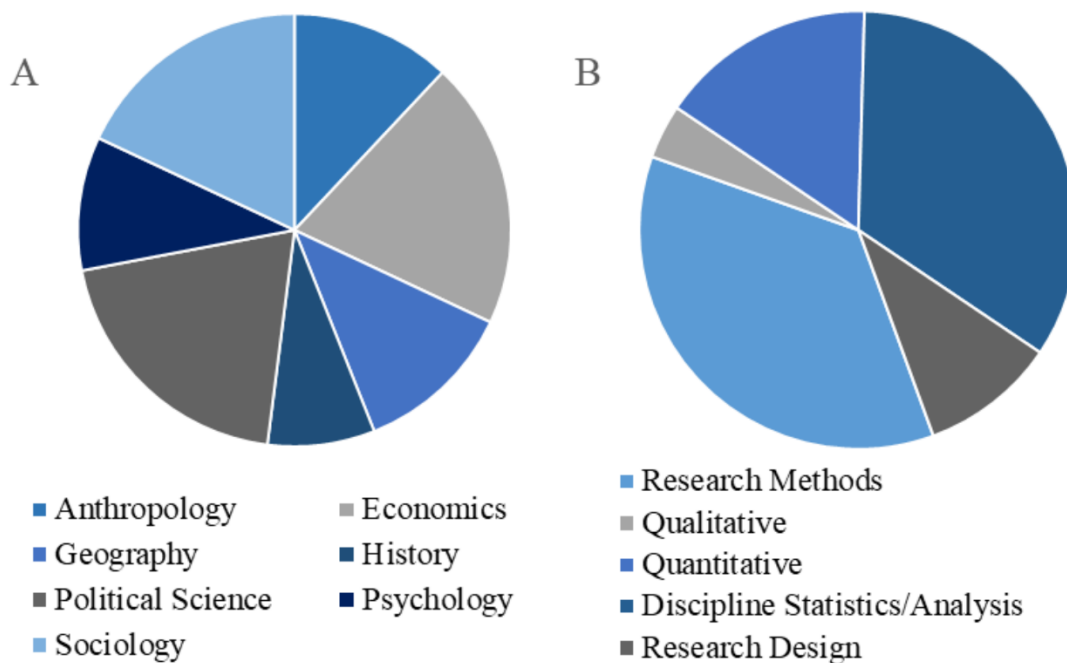 A
B
Anthropology
Economics
Geography
History
Political Science
Psychology
Sociology
Research Methods
Qualitative
Quantitative
Discipline Statistics/Analysis
Research Design